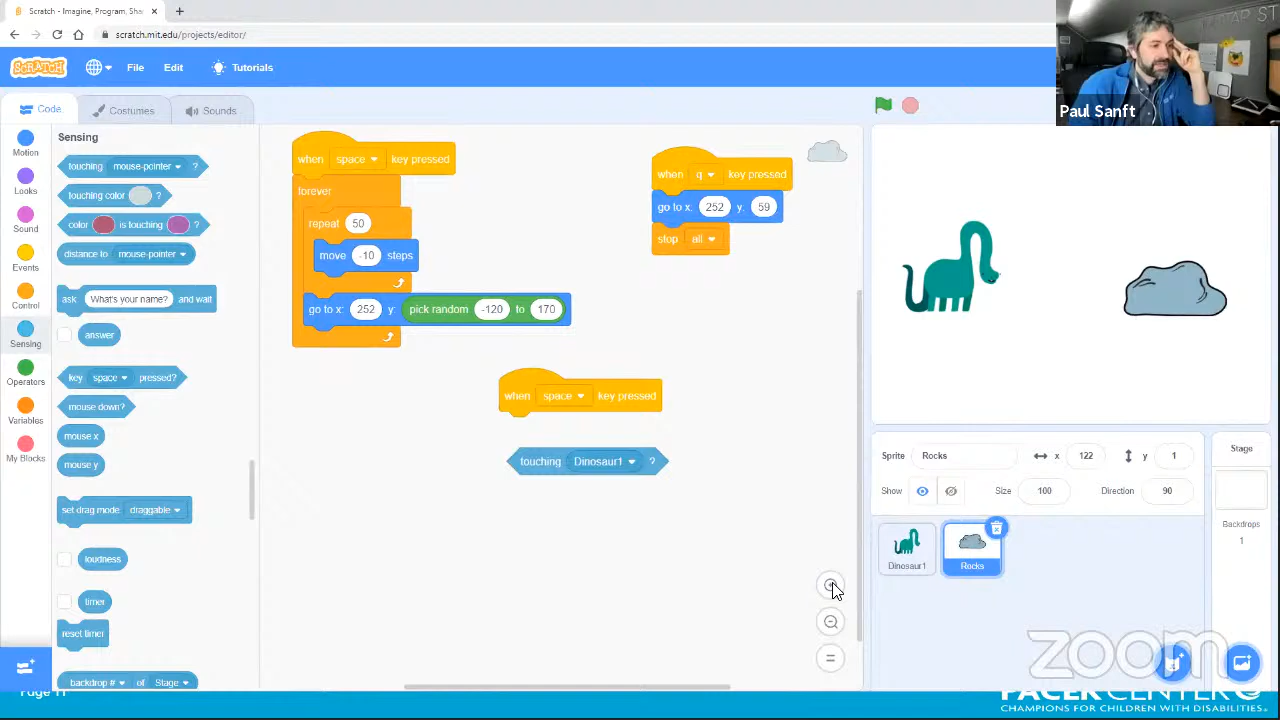 Scratch - Imagine, Program, Shar
scratch.mit.edu/projects/editor/
SCRATCH
File
Edit
Tutorials
Paul Sanft
Code
Costumes
Sounds
Motion
Looks
Sound
Events
Control
Sensing
Operators
Variables
My Blocks
Sensing
touching mouse-pointer ?
touching color ?
color is touching ?
distance to mouse-pointer
ask What's your name? and wait
answer
key space pressed?
mouse down?
mouse x
mouse y
set drag mode draggable
loudness
timer
reset timer
backdrop # of Stage
when space key pressed
forever
repeat 50
move -10 steps
go to x: 252 y: pick random -120 to 170
when q key pressed
go to x: 252 y: 59
stop all
when space key pressed
touching Dinosaur1 ?
Sprite Rocks x 122 y 1
Show Size 100 Direction 90
Dinosaur1
Rocks
Stage
Backdrops
1
zoom
Page 11
PACER CENTER
CHAMPIONS FOR CHILDREN WITH DISABILITIES.